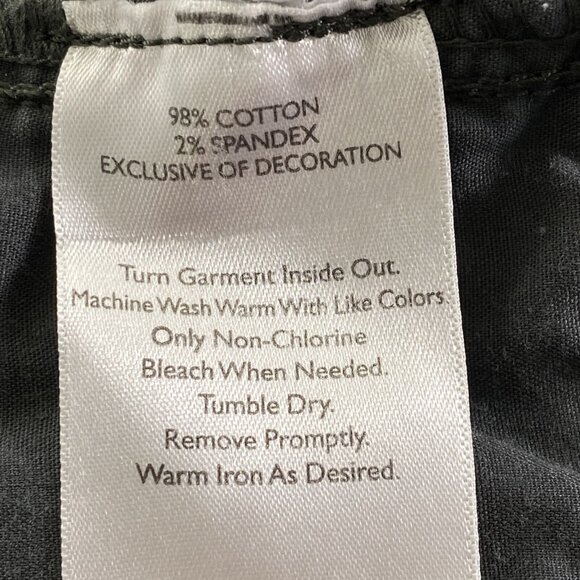 98% COTTON
2% SPANDEX
EXCLUSIVE OF DECORATION
Turn Garment Inside Out.
Machine Wash Warm With Like Colors.
Only Non-Chlorine
Bleach When Needed.
Tumble Dry.
Remove Promptly.
Warm Iron As Desired.